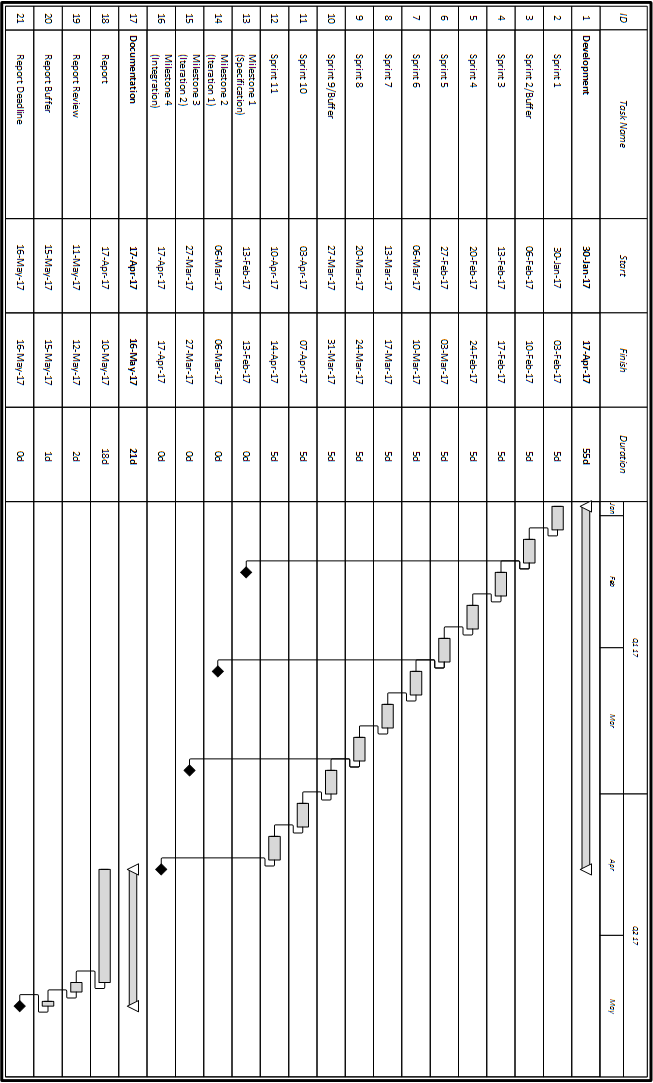 ID Task Name Start Finish Duration
Q1 17 Q2 17
Jan Feb Mar Apr May
1 Development 30-Jan-17 17-Apr-17 55d
2 Sprint 1 30-Jan-17 03-Feb-17 5d
3 Sprint 2/Buffer 06-Feb-17 10-Feb-17 5d
4 Sprint 3 13-Feb-17 17-Feb-17 5d
5 Sprint 4 20-Feb-17 24-Feb-17 5d
6 Sprint 5 27-Feb-17 03-Mar-17 5d
7 Sprint 6 06-Mar-17 10-Mar-17 5d
8 Sprint 7 13-Mar-17 17-Mar-17 5d
9 Sprint 8 20-Mar-17 24-Mar-17 5d
10 Sprint 9/Buffer 27-Mar-17 31-Mar-17 5d
11 Sprint 10 03-Apr-17 07-Apr-17 5d
12 Sprint 11 10-Apr-17 14-Apr-17 5d
13 Milestone 1 13-Feb-17 13-Feb-17 0d
(Specification)
14 Milestone 2 06-Mar-17 06-Mar-17 0d
(Iteration 1)
15 Milestone 3 27-Mar-17 27-Mar-17 0d
(Iteration 2)
16 Milestone 4 17-Apr-17 17-Apr-17 0d
(Integration)
17 Documentation 17-Apr-17 16-May-17 21d
18 Report 17-Apr-17 10-May-17 18d
19 Report Review 11-May-17 12-May-17 2d
20 Report Buffer 15-May-17 15-May-17 1d
21 Report Deadline 16-May-17 16-May-17 0d